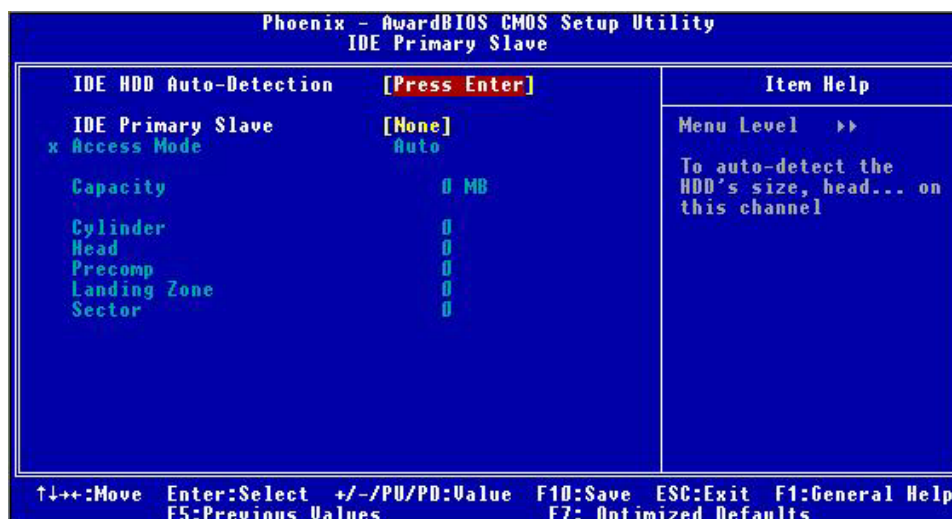 Phoenix - AwardBIOS CMOS Setup Utility
IDE Primary Slave
IDE HDD Auto-Detection [Press Enter]
IDE Primary Slave [None]
x Access Mode Auto
Capacity 0 MB
Cylinder 0
Head 0
Precomp 0
Landing Zone 0
Sector 0
Item Help
Menu Level ▸▸
To auto-detect the
HDD's size, head... on
this channel
↑↓→←:Move Enter:Select +/-/PU/PD:Value F10:Save ESC:Exit F1:General Help
F5:Previous Values F7: Optimized Defaults